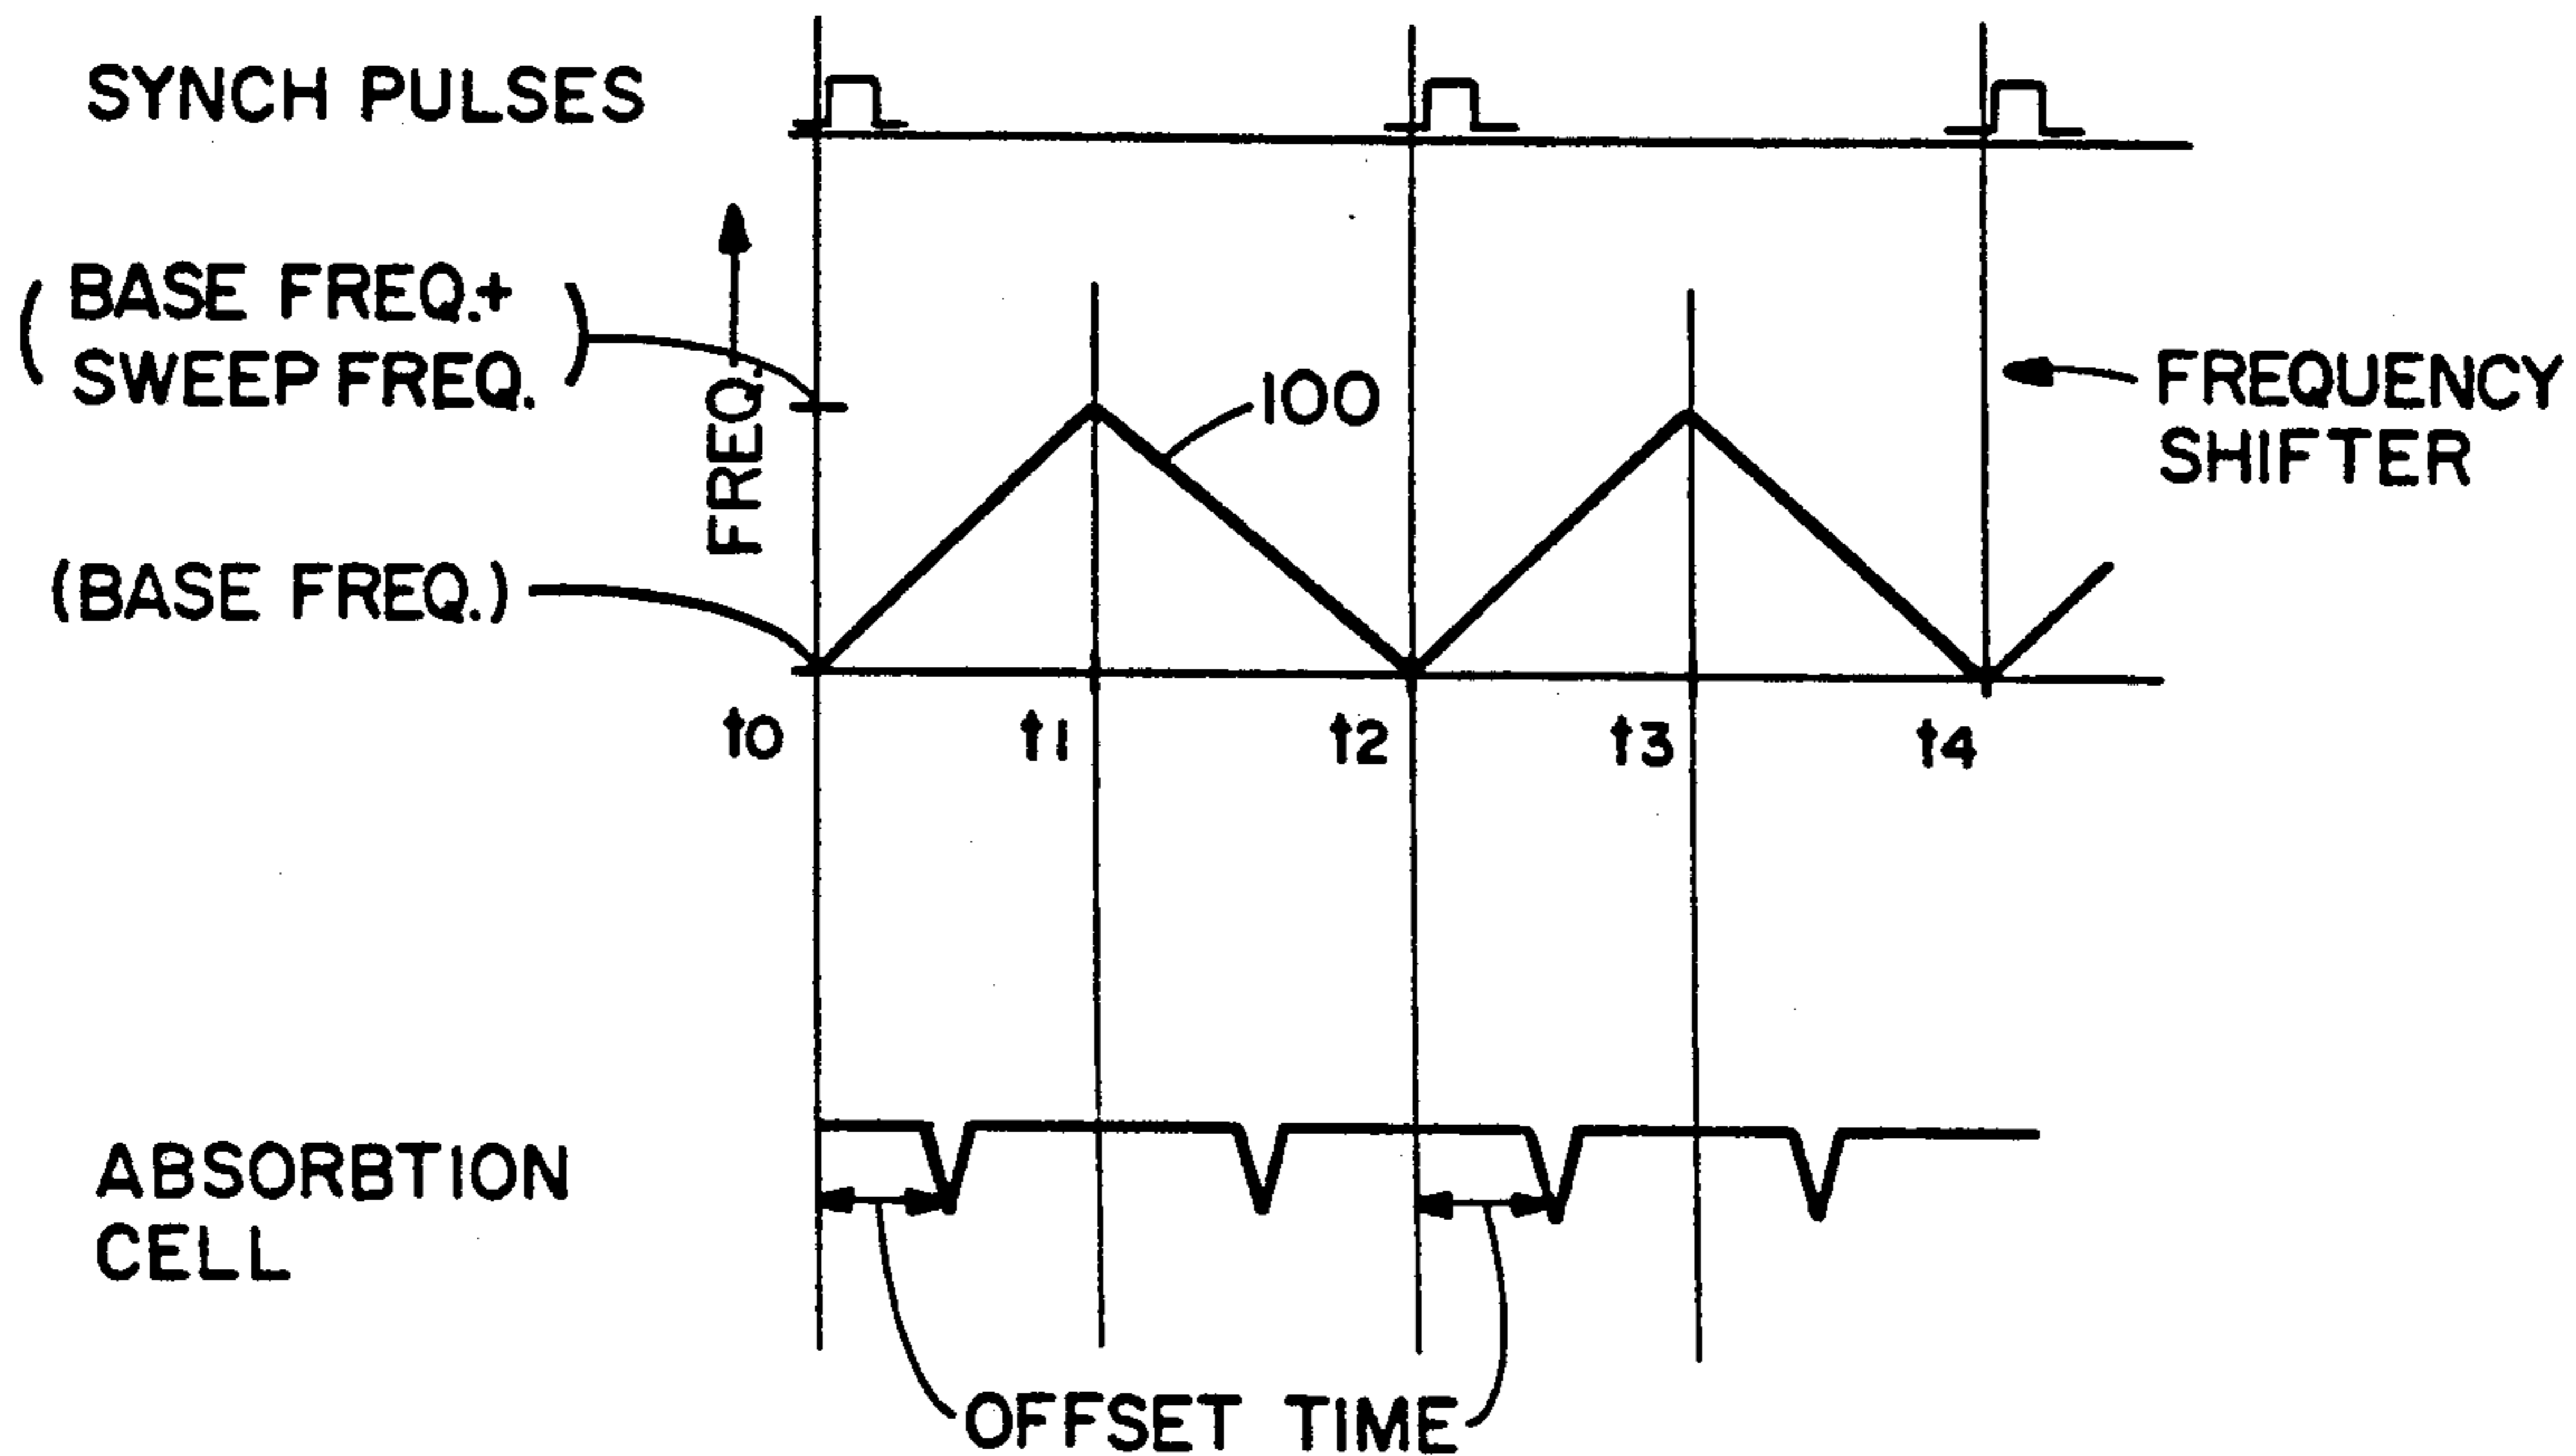 SYNCH PULSES
( BASE FREQ.+
SWEEP FREQ. )
FREQ.
100
FREQUENCY
SHIFTER
(BASE FREQ.)
t0
t1
t2
t3
t4
ABSORBTION
CELL
OFFSET TIME